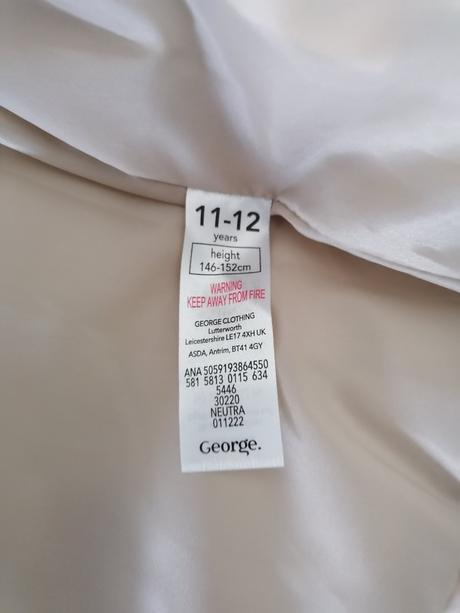 11-12
years
height
146-152cm
WARNING
KEEP AWAY FROM FIRE
GEORGE CLOTHING
Lutterworth
Leicestershire LE17 4XH UK
ASDA, Antrim, BT41 4GY
ANA 5059193864550
581 5813 0115 634
5446
30220
NEUTRA
011222
George.